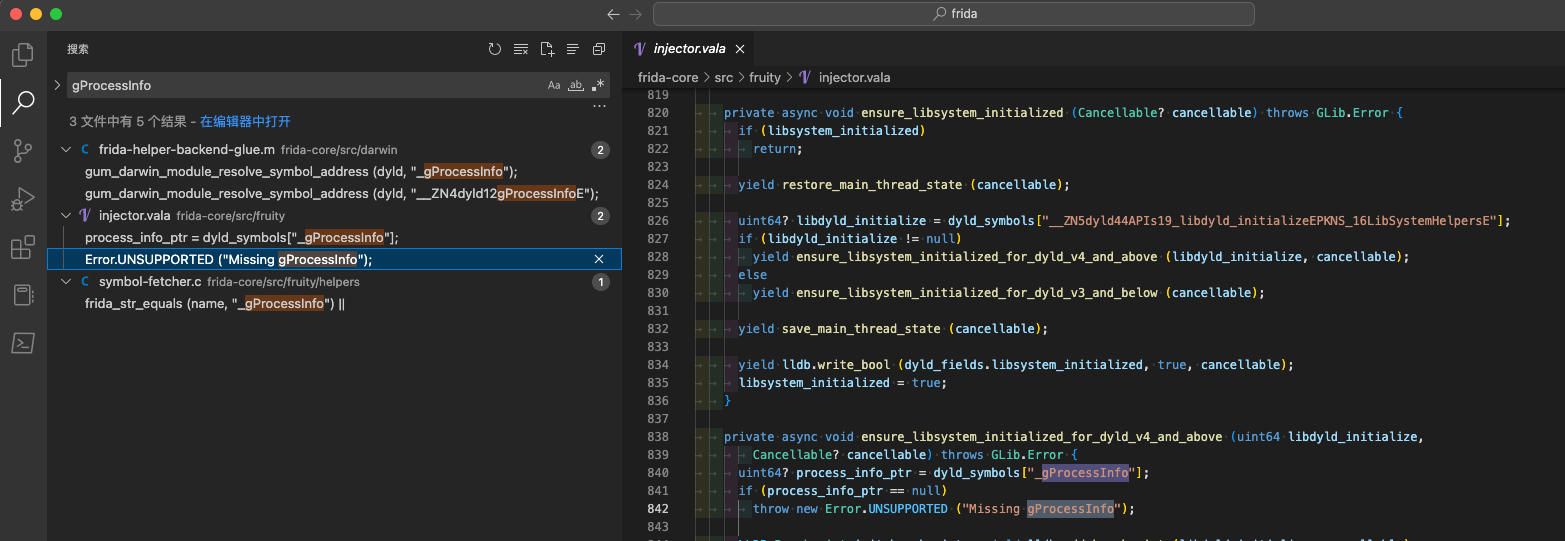 frida
搜索
gProcessInfo
Aa ab .*
...
3 文件中有 5 个结果 - 在编辑器中打开
C frida-helper-backend-glue.m frida-core/src/darwin 2
gum_darwin_module_resolve_symbol_address (dyld, "_gProcessInfo");
gum_darwin_module_resolve_symbol_address (dyld, "__ZN4dyld12gProcessInfoE");
injector.vala frida-core/src/fruity 2
process_info_ptr = dyld_symbols["_gProcessInfo"];
Error.UNSUPPORTED ("Missing gProcessInfo");
C symbol-fetcher.c frida-core/src/fruity/helpers 1
frida_str_equals (name, "_gProcessInfo") ||
injector.vala
frida-core > src > fruity > injector.vala
819
820 private async void ensure_libsystem_initialized (Cancellable? cancellable) throws GLib.Error {
821 if (libsystem_initialized)
822 return;
823
824 yield restore_main_thread_state (cancellable);
825
826 uint64? libdyld_initialize = dyld_symbols["__ZN5dyld44APIs19_libdyld_initializeEPKNS_16LibSystemHelpersE"];
827 if (libdyld_initialize != null)
828 yield ensure_libsystem_initialized_for_dyld_v4_and_above (libdyld_initialize, cancellable);
829 else
830 yield ensure_libsystem_initialized_for_dyld_v3_and_below (cancellable);
831
832 yield save_main_thread_state (cancellable);
833
834 yield lldb.write_bool (dyld_fields.libsystem_initialized, true, cancellable);
835 libsystem_initialized = true;
836 }
837
838 private async void ensure_libsystem_initialized_for_dyld_v4_and_above (uint64 libdyld_initialize,
839 Cancellable? cancellable) throws GLib.Error {
840 uint64? process_info_ptr = dyld_symbols["_gProcessInfo"];
841 if (process_info_ptr == null)
842 throw new Error.UNSUPPORTED ("Missing gProcessInfo");
843